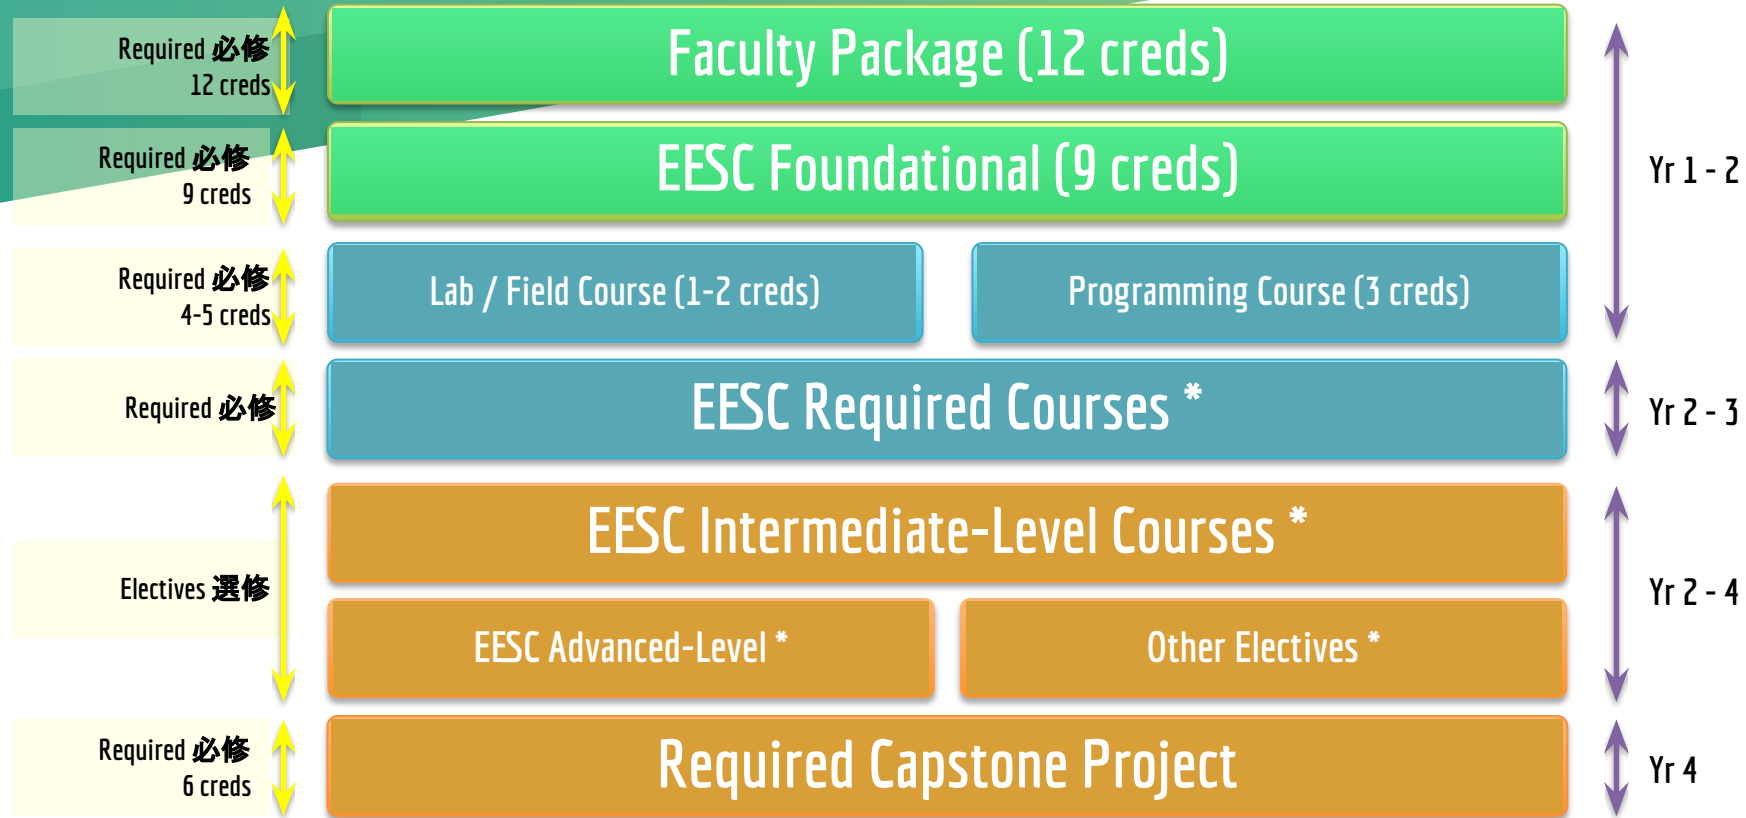 Required 必修
12 creds
Faculty Package (12 creds)
Required 必修
9 creds
EESC Foundational (9 creds)
Yr 1 - 2
Required 必修
4-5 creds
Lab / Field Course (1-2 creds)
Programming Course (3 creds)
Required 必修
EESC Required Courses *
Yr 2 - 3
EESC Intermediate-Level Courses *
Electives 選修
Yr 2 - 4
EESC Advanced-Level *
Other Electives *
Required 必修
6 creds
Required Capstone Project
Yr 4